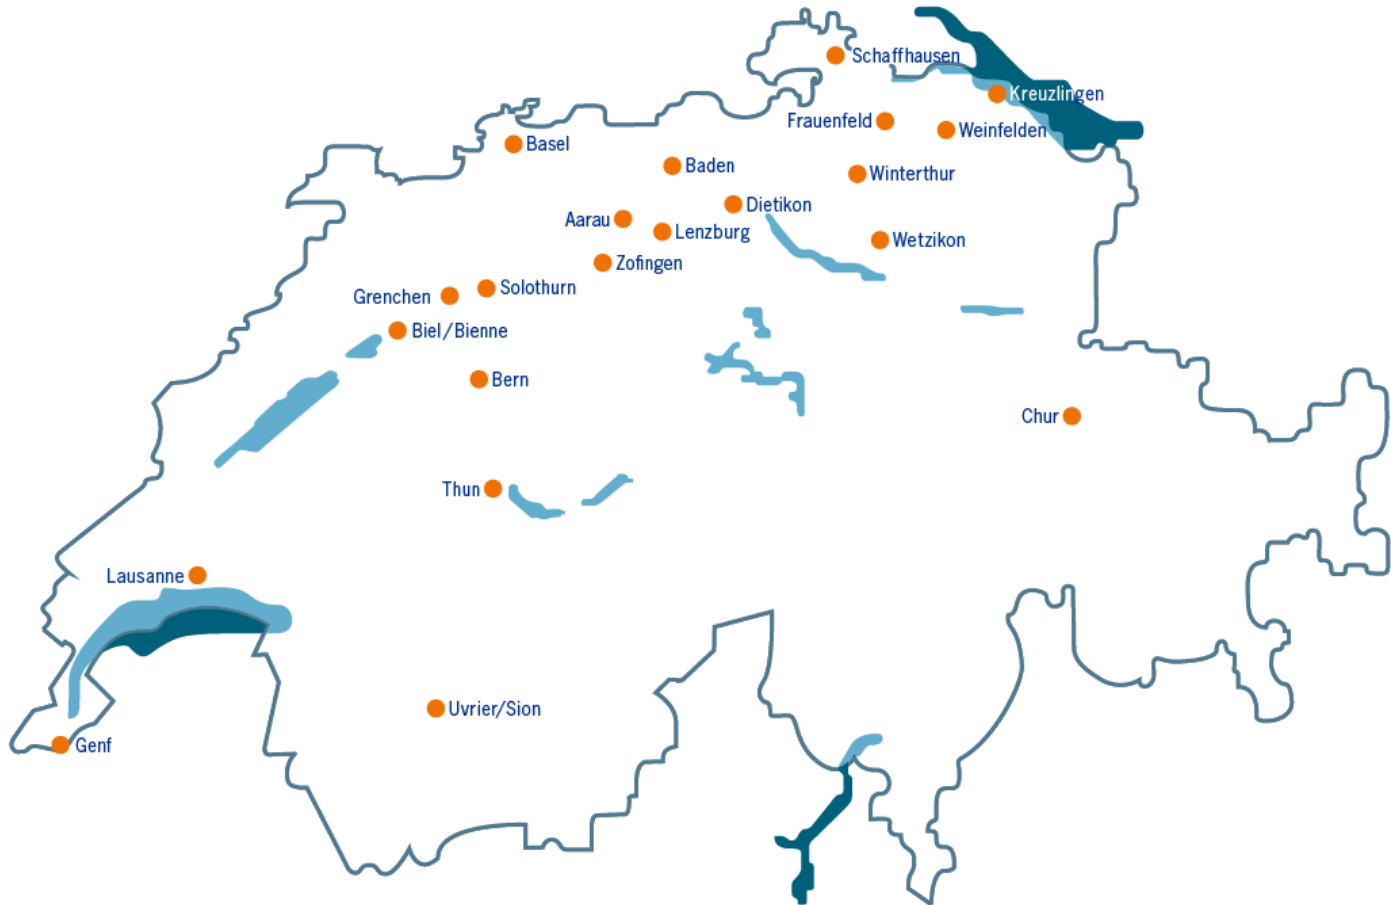 Schaffhausen
Kreuzlingen
Frauenfeld
Weinfelden
Basel
Baden
Winterthur
Dietikon
Aarau
Lenzburg
Wetzikon
Zofingen
Solothurn
Grenchen
Biel/Bienne
Bern
Chur
Thun
Lausanne
Uvrier/Sion
Genf